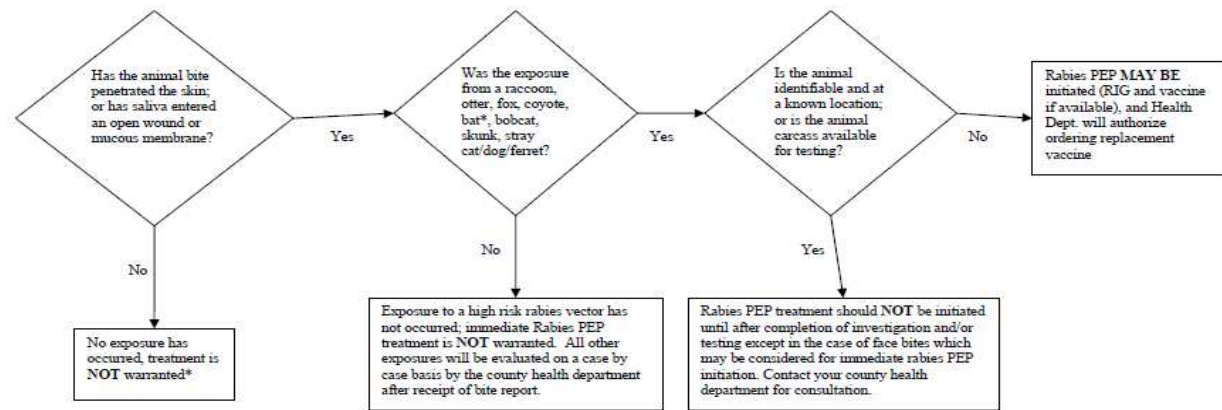 Has the animal bite
penetrated the skin;
or has saliva entered
an open wound or
mucous membrane?
Yes
No
No exposure has
occurred, treatment is
NOT warranted*
Was the exposure
from a raccoon,
otter, fox, coyote,
bat*, bobcat,
skunk, stray
cat/dog/ferret?
Yes
No
Exposure to a high risk rabies vector has
not occurred; immediate Rabies PEP
treatment is NOT warranted. All other
exposures will be evaluated on a case by
case basis by the county health department
after receipt of bite report.
Is the animal
identifiable and at
a known location;
or is the animal
carcass available
for testing?
No
Yes
Rabies PEP MAY BE
initiated (RIG and vaccine
if available), and Health
Dept. will authorize
ordering replacement
vaccine
Rabies PEP treatment should NOT be initiated
until after completion of investigation and/or
testing except in the case of face bites which
may be considered for immediate rabies PEP
initiation. Contact your county health
department for consultation.